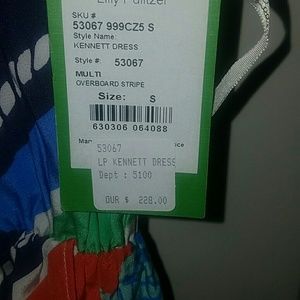 Lilly Pulitzer
SKU #
53067 999CZ5 S
Style Name:
KENNETT DRESS
Style #: 53067
MULTI
OVERBOARD STRIPE
Size: S
630306 064088
53067
LP KENNETT DRESS
Dept : 5100
OUR $ 228.00